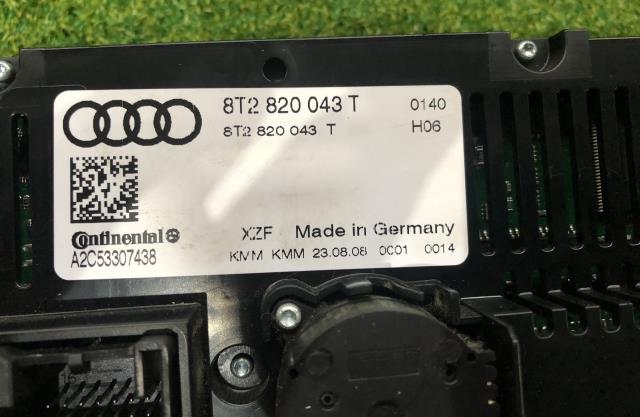 8T2 820 043 T 0140
8T2 820 043 T H06
Continental
XZF Made in Germany
A2C53307438 KMM KMM 23.08.08 0C01 0014